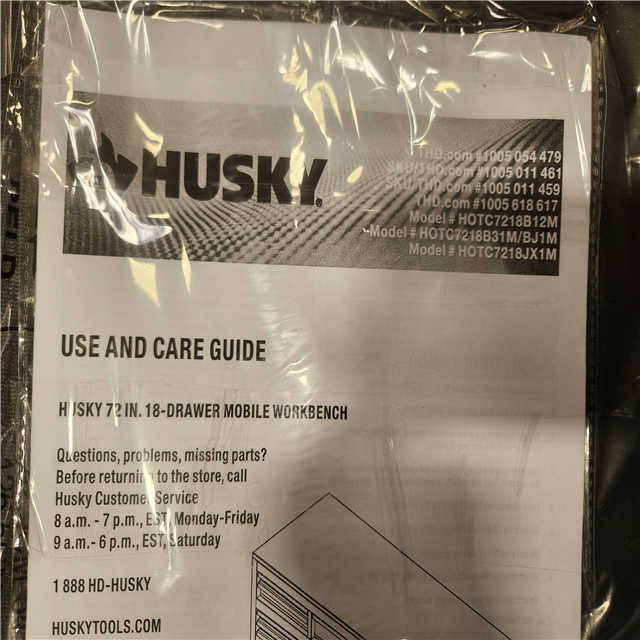 HUSKY
THD.com #1005 054 479
SKU/THD.com #1005 011 461
SKU/THD.com #1005 011 459
THD.com #1005 618 617
Model # HOTC7218B12M
Model # HOTC7218B31M/BJ1M
Model # HOTC7218JX1M
USE AND CARE GUIDE
HUSKY 72 IN. 18-DRAWER MOBILE WORKBENCH
Questions, problems, missing parts?
Before returning to the store, call
Husky Customer Service
8 a.m. - 7 p.m., EST, Monday-Friday
9 a.m. - 6 p.m., EST, Saturday
1 888 HD-HUSKY
HUSKYTOOLS.COM